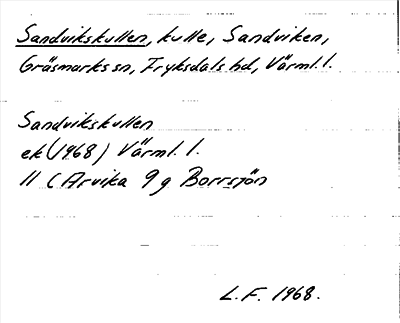 Sandvikskullen, kulle, Sandviken,
Gräsmarks sn, Fryksdals hd, Värml. l.
Sandvikskullen
ek (1968) Värml. l.
11 C Arvika 9 g Borrsjön
L.F. 1968.